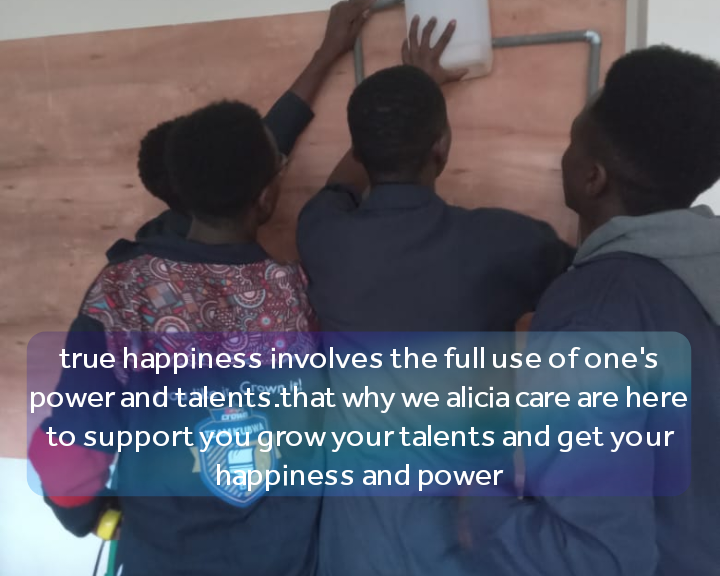 true happiness involves the full use of one's
power and talents.that why we alicia care are here
to support you grow your talents and get your
happiness and power